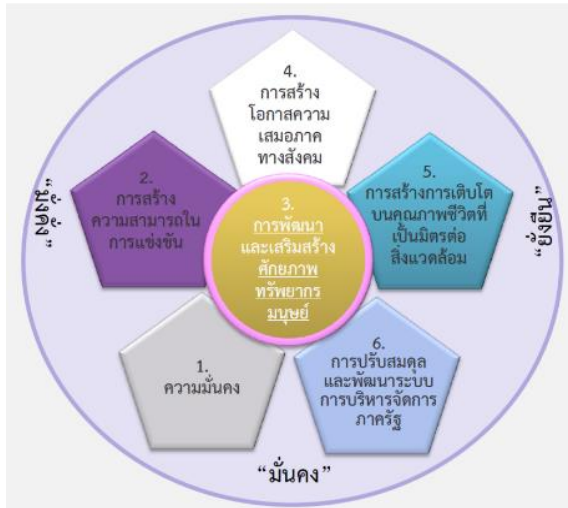 4.
การสร้าง
โอกาสความ
เสมอภาค
ทางสังคม
“มั่งคั่ง”
2.
การสร้าง
ความสามารถใน
การแข่งขัน
3.
การพัฒนา
และเสริมสร้าง
ศักยภาพ
ทรัพยากร
มนุษย์
5.
การสร้างการเติบโต
บนคุณภาพชีวิตที่
เป็นมิตรต่อ
สิ่งแวดล้อม
“ยั่งยืน”
1.
ความมั่นคง
6.
การปรับสมดุล
และพัฒนาระบบ
การบริหารจัดการ
ภาครัฐ
“มั่นคง”